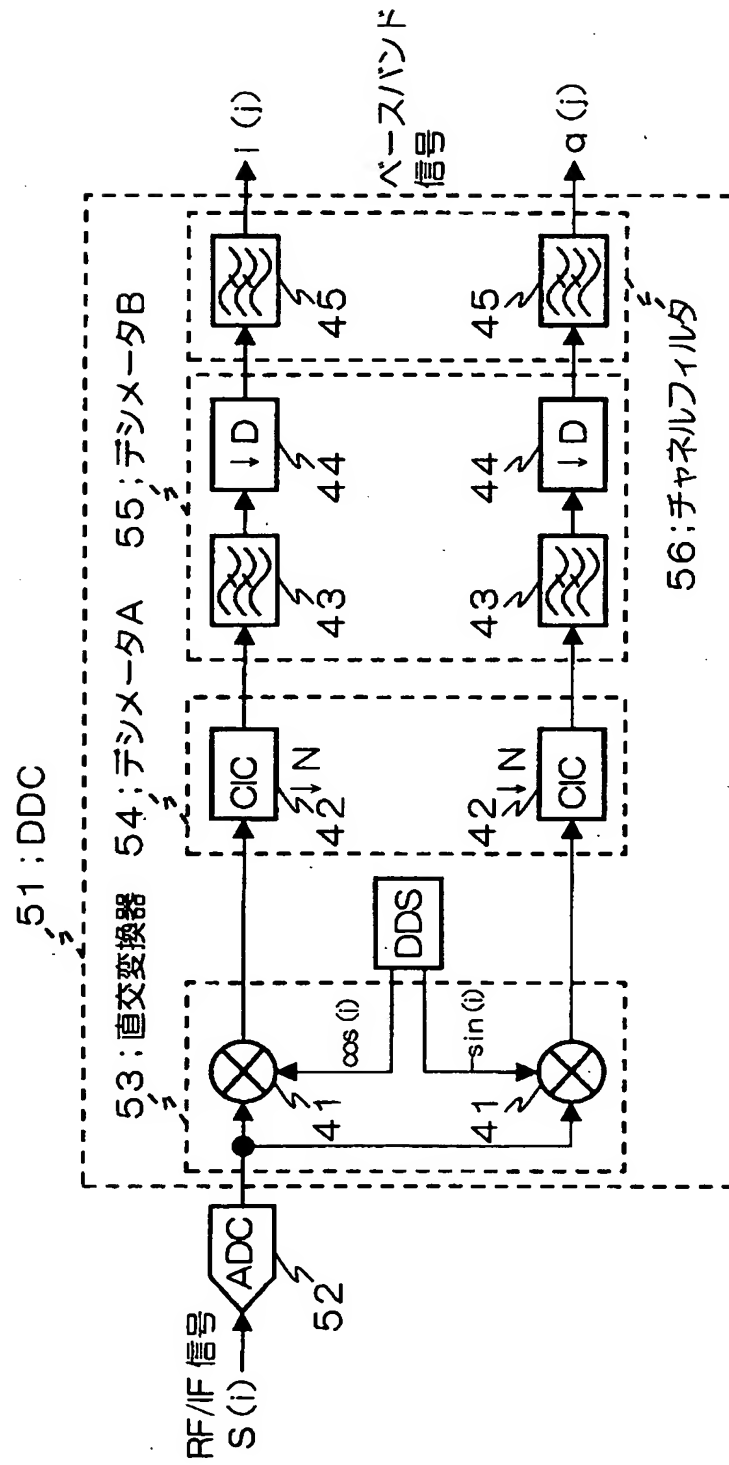 51;DDC
53;直交変換器
54;デシメータA
55;デシメータB
RF/IF 信号
S(i)
ADC
52
41
cos(i)
DDS
−sin(i)
41
CIC
↓N
42
↓N
42
CIC
43
↓D
44
45
43
↓D
44
45
I(j)
ベースバンド
信号
Q(j)
56;チャネルフィルタ